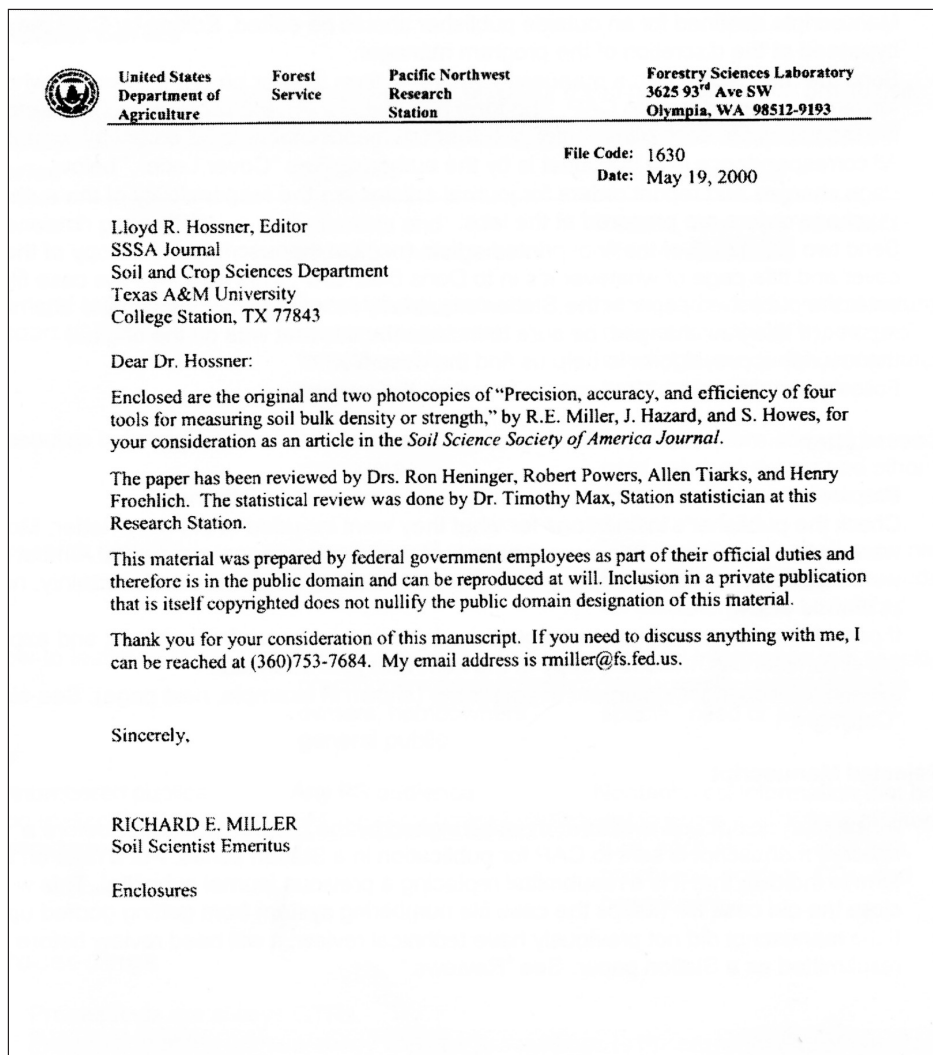 United States Forest Pacific Northwest Forestry Sciences Laboratory
Department of Service Research 3625 93rd Ave SW
Agriculture Station Olympia, WA 98512-9193
File Code: 1630
Date: May 19, 2000
Lloyd R. Hossner, Editor
SSSA Journal
Soil and Crop Sciences Department
Texas A&M University
College Station, TX 77843
Dear Dr. Hossner:
Enclosed are the original and two photocopies of “Precision, accuracy, and efficiency of four
tools for measuring soil bulk density or strength,” by R.E. Miller, J. Hazard, and S. Howes, for
your consideration as an article in the Soil Science Society of America Journal.
The paper has been reviewed by Drs. Ron Heninger, Robert Powers, Allen Tiarks, and Henry
Froehlich. The statistical review was done by Dr. Timothy Max, Station statistician at this
Research Station.
This material was prepared by federal government employees as part of their official duties and
therefore is in the public domain and can be reproduced at will. Inclusion in a private publication
that is itself copyrighted does not nullify the public domain designation of this material.
Thank you for your consideration of this manuscript. If you need to discuss anything with me, I
can be reached at (360)753-7684. My email address is rmiller@fs.fed.us.
Sincerely,
RICHARD E. MILLER
Soil Scientist Emeritus
Enclosures